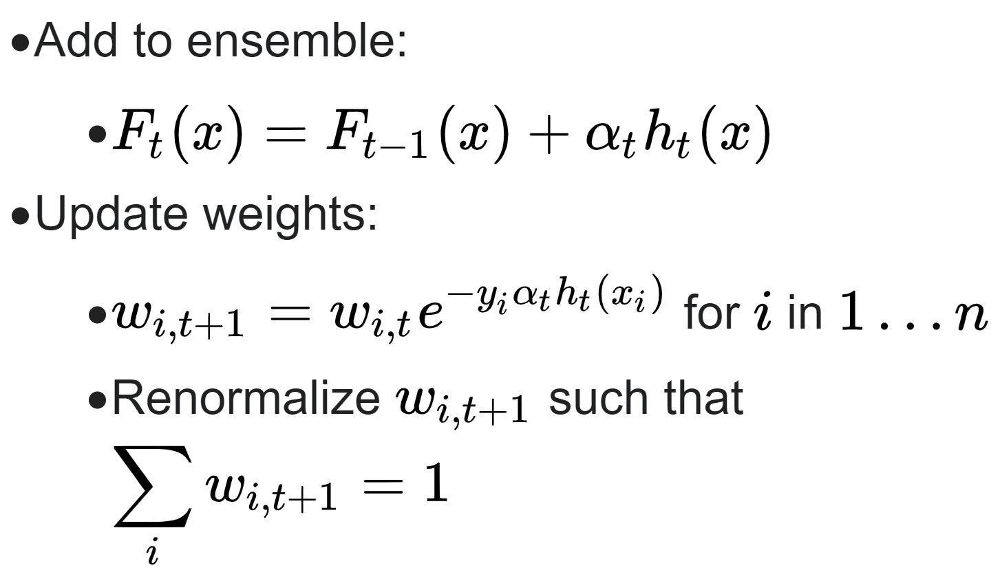 •Add to ensemble:
•$F_t(x) = F_{t-1}(x) + \alpha_t h_t(x)$
•Update weights:
•$w_{i,t+1} = w_{i,t} e^{-y_i \alpha_t h_t(x_i)}$ for $i$ in $1 \ldots n$
•Renormalize $w_{i,t+1}$ such that
$\sum_i w_{i,t+1} = 1$